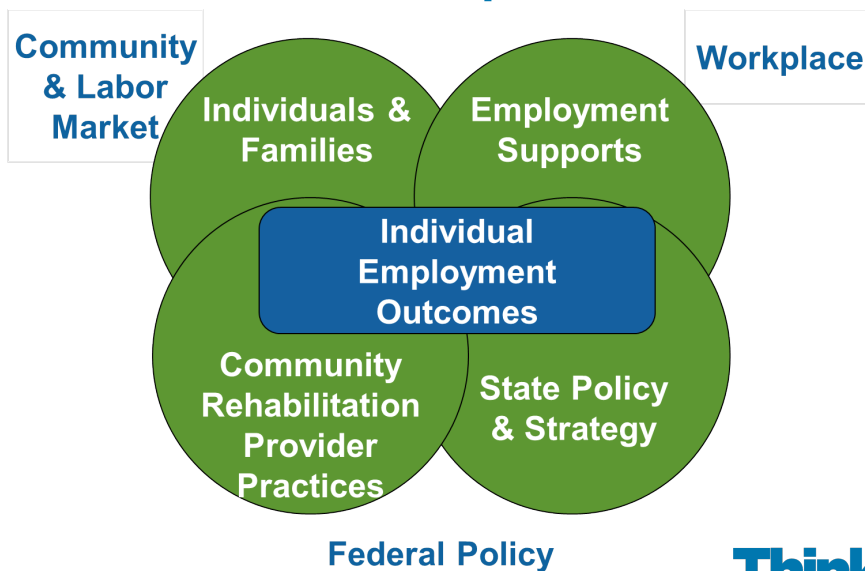 Community
& Labor
Market
Workplace
Individuals &
Families
Employment
Supports
Individual
Employment
Outcomes
Community
Rehabilitation
Provider
Practices
State Policy
& Strategy
Federal Policy
Think